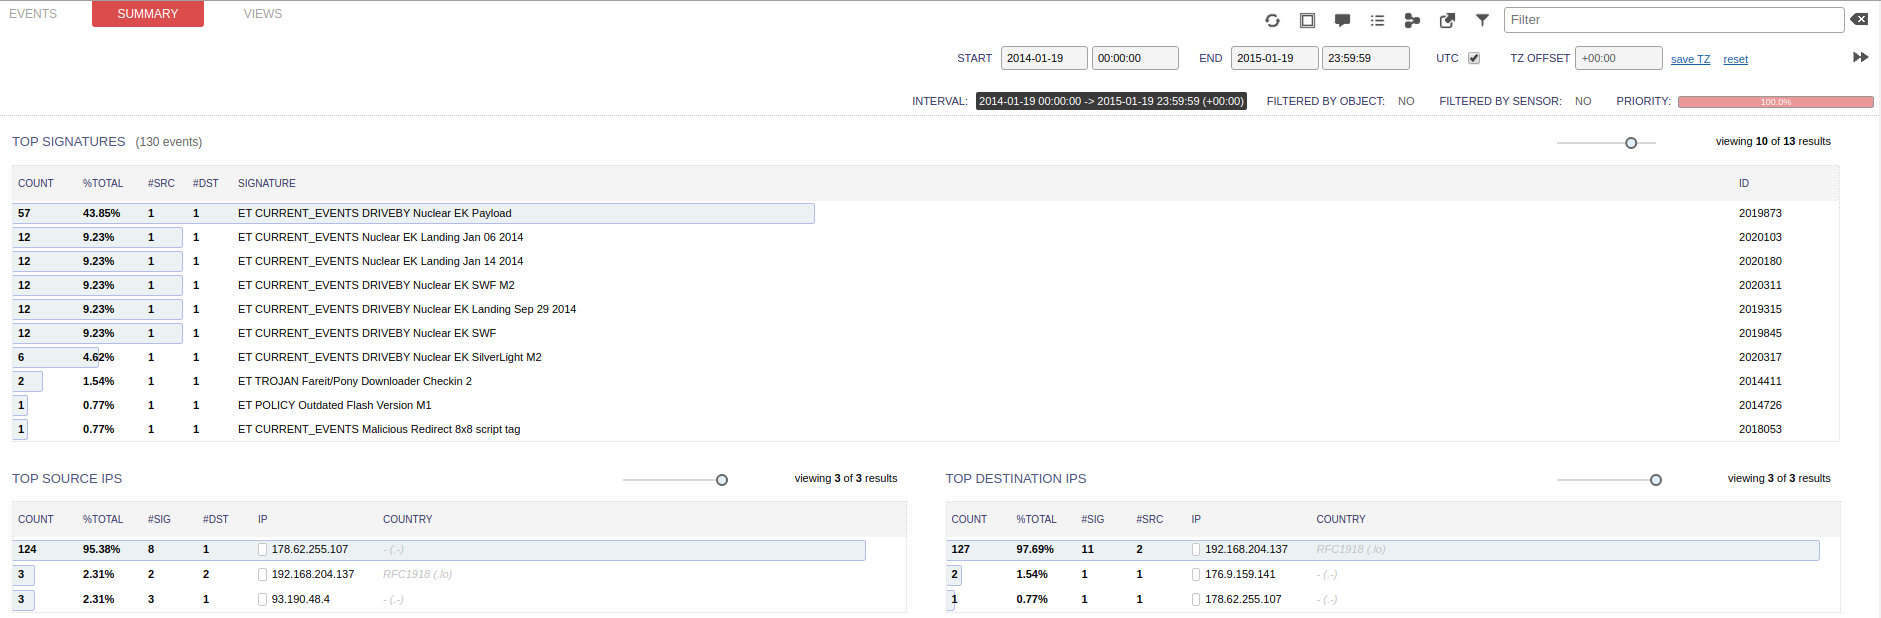 EVENTS SUMMARY VIEWS Filter
START 2014-01-19 00:00:00 END 2015-01-19 23:59:59 UTC TZ OFFSET +00:00 save TZ reset
INTERVAL: 2014-01-19 00:00:00 -> 2015-01-19 23:59:59 (+00:00) FILTERED BY OBJECT: NO FILTERED BY SENSOR: NO PRIORITY: 100.0%
TOP SIGNATURES (130 events) viewing 10 of 13 results
COUNT %TOTAL #SRC #DST SIGNATURE ID
57 43.85% 1 1 ET CURRENT_EVENTS DRIVEBY Nuclear EK Payload 2019873
12 9.23% 1 1 ET CURRENT_EVENTS Nuclear EK Landing Jan 06 2014 2020103
12 9.23% 1 1 ET CURRENT_EVENTS Nuclear EK Landing Jan 14 2014 2020180
12 9.23% 1 1 ET CURRENT_EVENTS DRIVEBY Nuclear EK SWF M2 2020311
12 9.23% 1 1 ET CURRENT_EVENTS DRIVEBY Nuclear EK Landing Sep 29 2014 2019315
12 9.23% 1 1 ET CURRENT_EVENTS DRIVEBY Nuclear EK SWF 2019845
6 4.62% 1 1 ET CURRENT_EVENTS DRIVEBY Nuclear EK SilverLight M2 2020317
2 1.54% 1 1 ET TROJAN Fareit/Pony Downloader Checkin 2 2014411
1 0.77% 1 1 ET POLICY Outdated Flash Version M1 2014726
1 0.77% 1 1 ET CURRENT_EVENTS Malicious Redirect 8x8 script tag 2018053
TOP SOURCE IPS viewing 3 of 3 results
COUNT %TOTAL #SIG #DST IP COUNTRY
124 95.38% 8 1 178.62.255.107 - (.-)
3 2.31% 2 2 192.168.204.137 RFC1918 (.lo)
3 2.31% 3 1 93.190.48.4 - (.-)
TOP DESTINATION IPS viewing 3 of 3 results
COUNT %TOTAL #SIG #SRC IP COUNTRY
127 97.69% 11 2 192.168.204.137 RFC1918 (.lo)
2 1.54% 1 1 176.9.159.141 - (.-)
1 0.77% 1 1 178.62.255.107 - (.-)